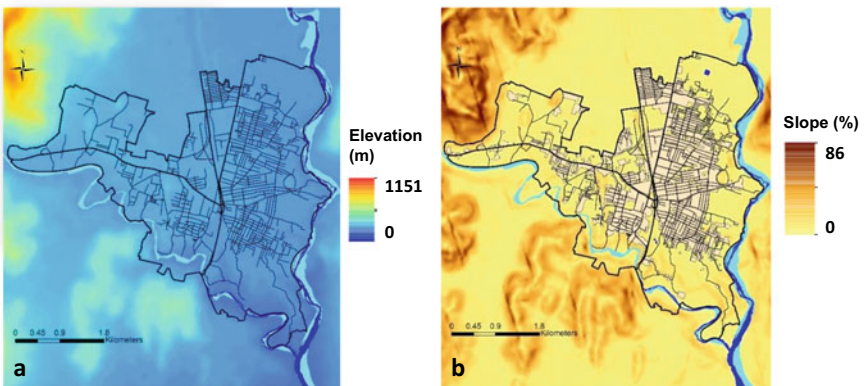 N
Elevation
(m)
1151
0
0 0.45 0.9 1.8
Kilometers
a
N
Slope (%)
86
0
0 0.45 0.9 1.8
Kilometers
b